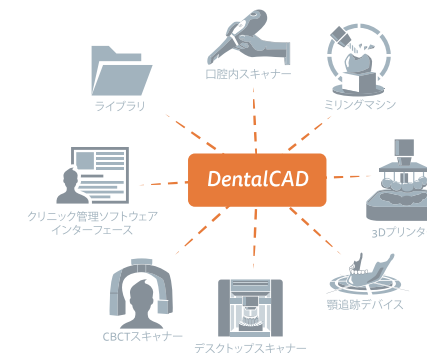 口腔内スキャナー
ライブラリ
ミリングマシン
DentalCAD
クリニック管理ソフトウェア
インターフェース
3Dプリンタ
顎追跡デバイス
CBCTスキャナー
デスクトップスキャナー